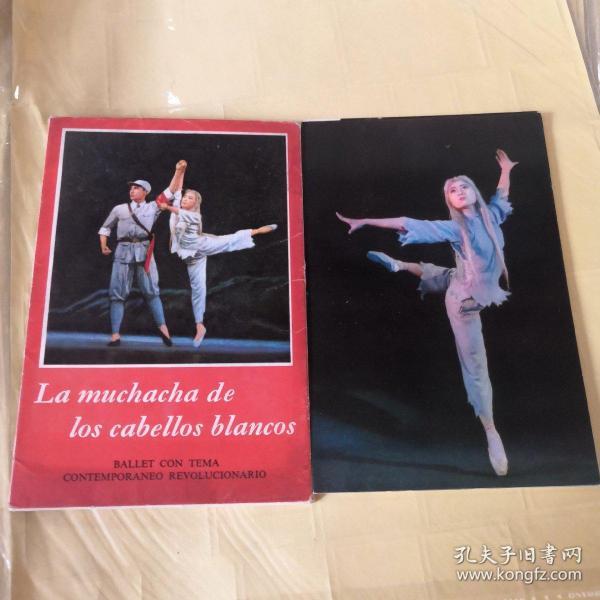 La muchacha de
los cabellos blancos
BALLET CON TEMA
CONTEMPORANEO REVOLUCIONARIO
孔夫子旧书网
www.kongfz.com